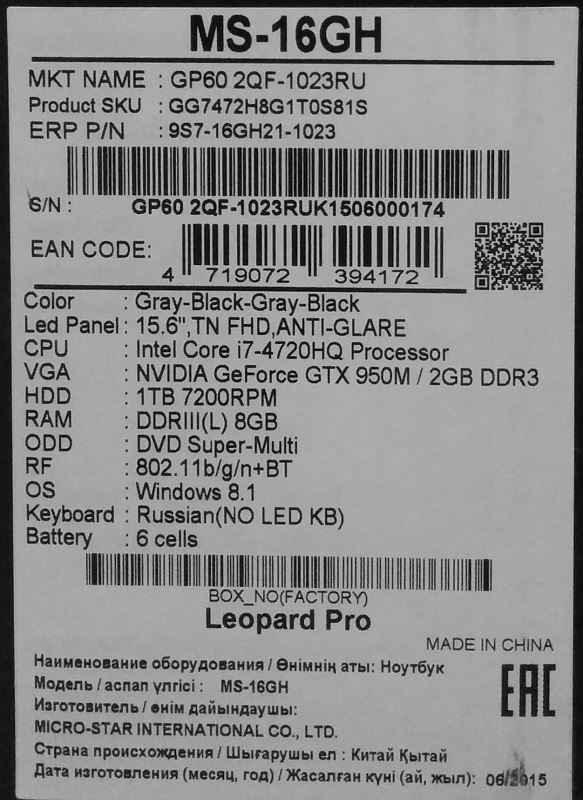 MS-16GH
MKT NAME : GP60 2QF-1023RU
Product SKU : GG7472H8G1T0S81S
ERP P/N : 9S7-16GH21-1023
S/N : GP60 2QF-1023RUK1506000174
EAN CODE:
4 719072 394172
Color : Gray-Black-Gray-Black
Led Panel : 15.6",TN FHD,ANTI-GLARE
CPU : Intel Core i7-4720HQ Processor
VGA : NVIDIA GeForce GTX 950M / 2GB DDR3
HDD : 1TB 7200RPM
RAM : DDRIII(L) 8GB
ODD : DVD Super-Multi
RF : 802.11b/g/n+BT
OS : Windows 8.1
Keyboard : Russian(NO LED KB)
Battery : 6 cells
BOX_NO(FACTORY)
Leopard Pro
MADE IN CHINA
Наименование оборудования / Өнімнің аты: Ноутбук
Модель / аспап үлгісі : MS-16GH
Изготовитель / өнім дайындаушы:
MICRO-STAR INTERNATIONAL CO., LTD.
Страна происхождения / Шығарушы ел : Китай Қытай
Дата изготовления (месяц, год) / Жасалған күні (ай, жыл): 06/2015
EAC